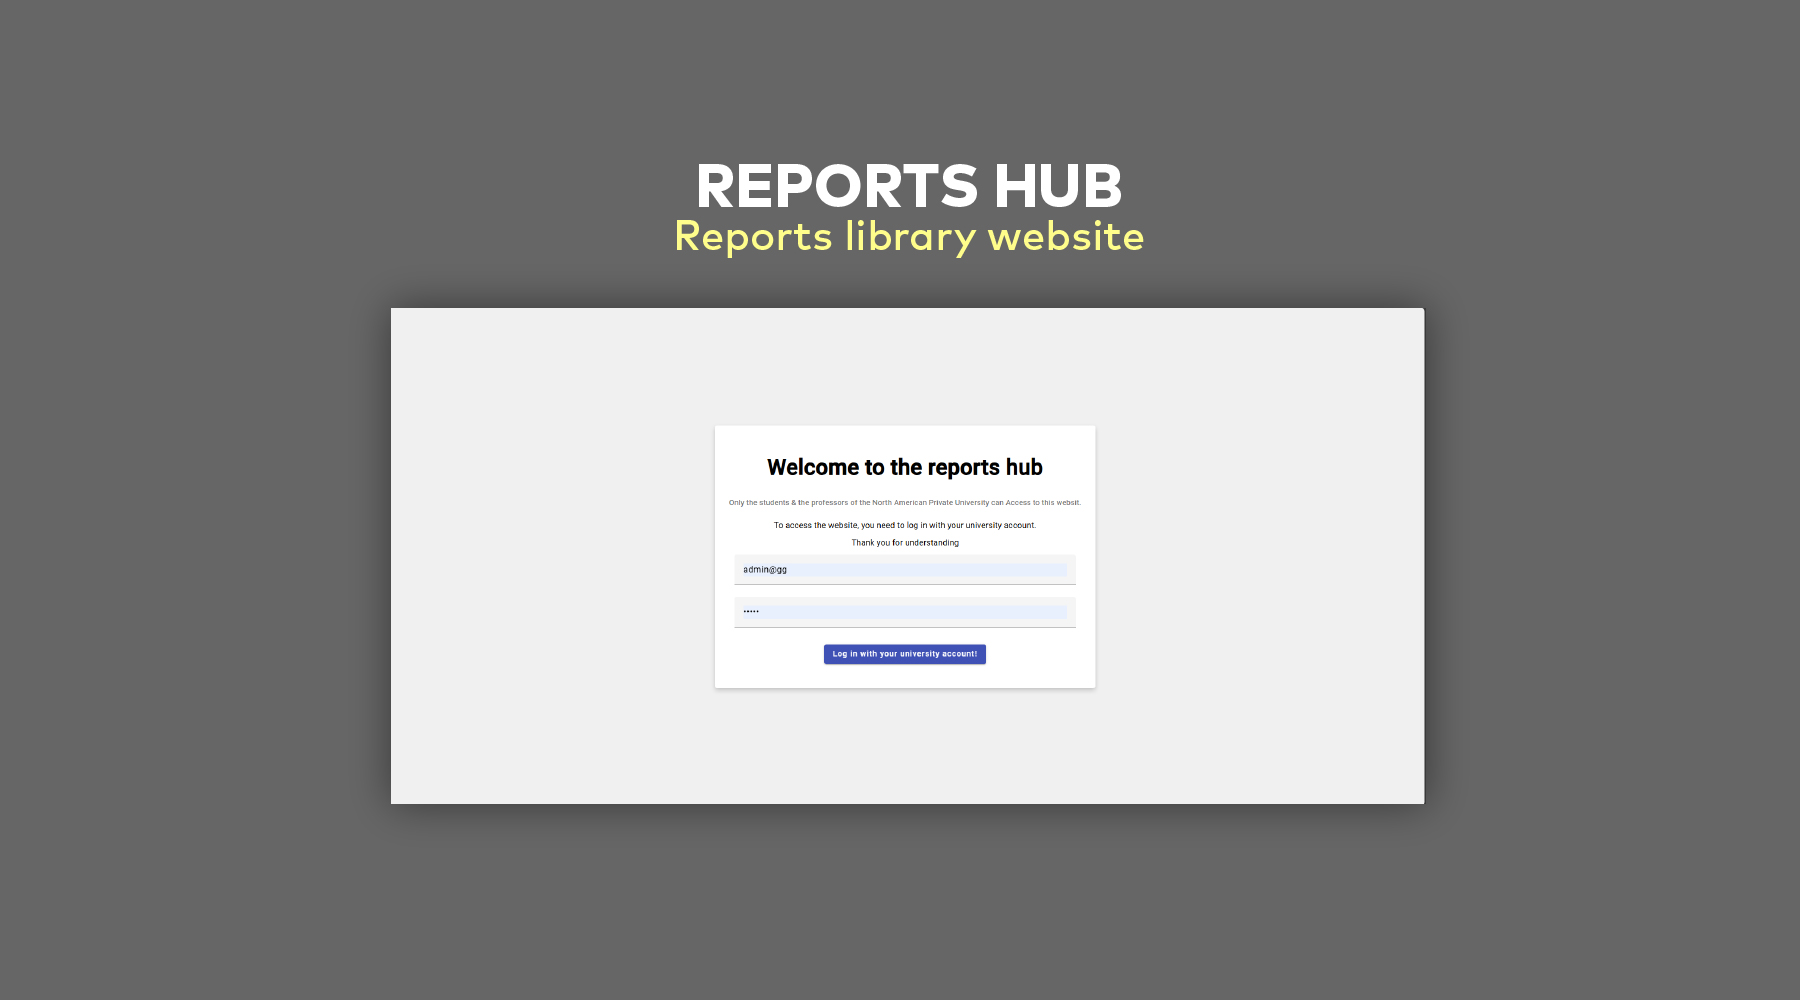 REPORTS HUB
Reports library website
Welcome to the reports hub
Only the students & the professors of the North American Private University can Access to this websit.
To access the website, you need to log in with your university account.
Thank you for understanding
admin@gg
•••••
Log in with your university account!